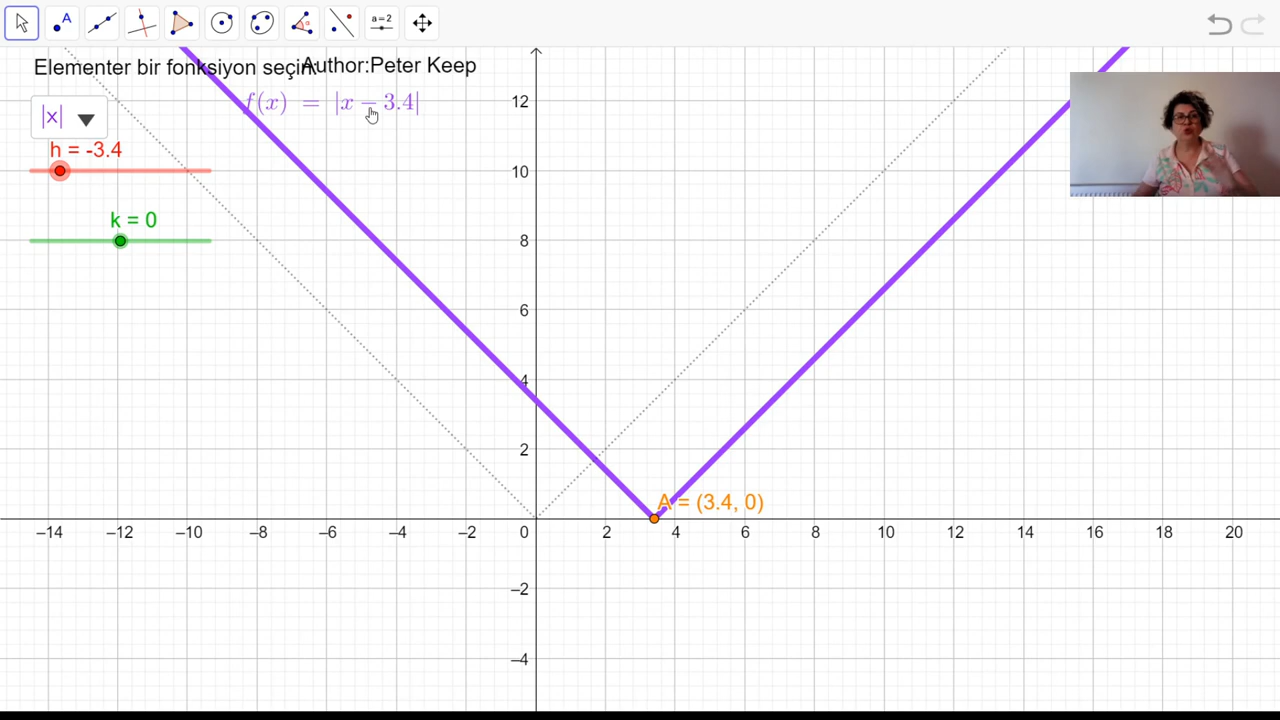 A
a=2
Elementer bir fonksiyon seçin:
Author:Peter Keep
f(x) = |x − 3.4|
|x|
h = -3.4
k = 0
12
10
8
6
4
2
A = (3.4, 0)
–14 –12 –10 –8 –6 –4 –2 0 2 4 6 8 10 12 14 16 18 20
–2
–4